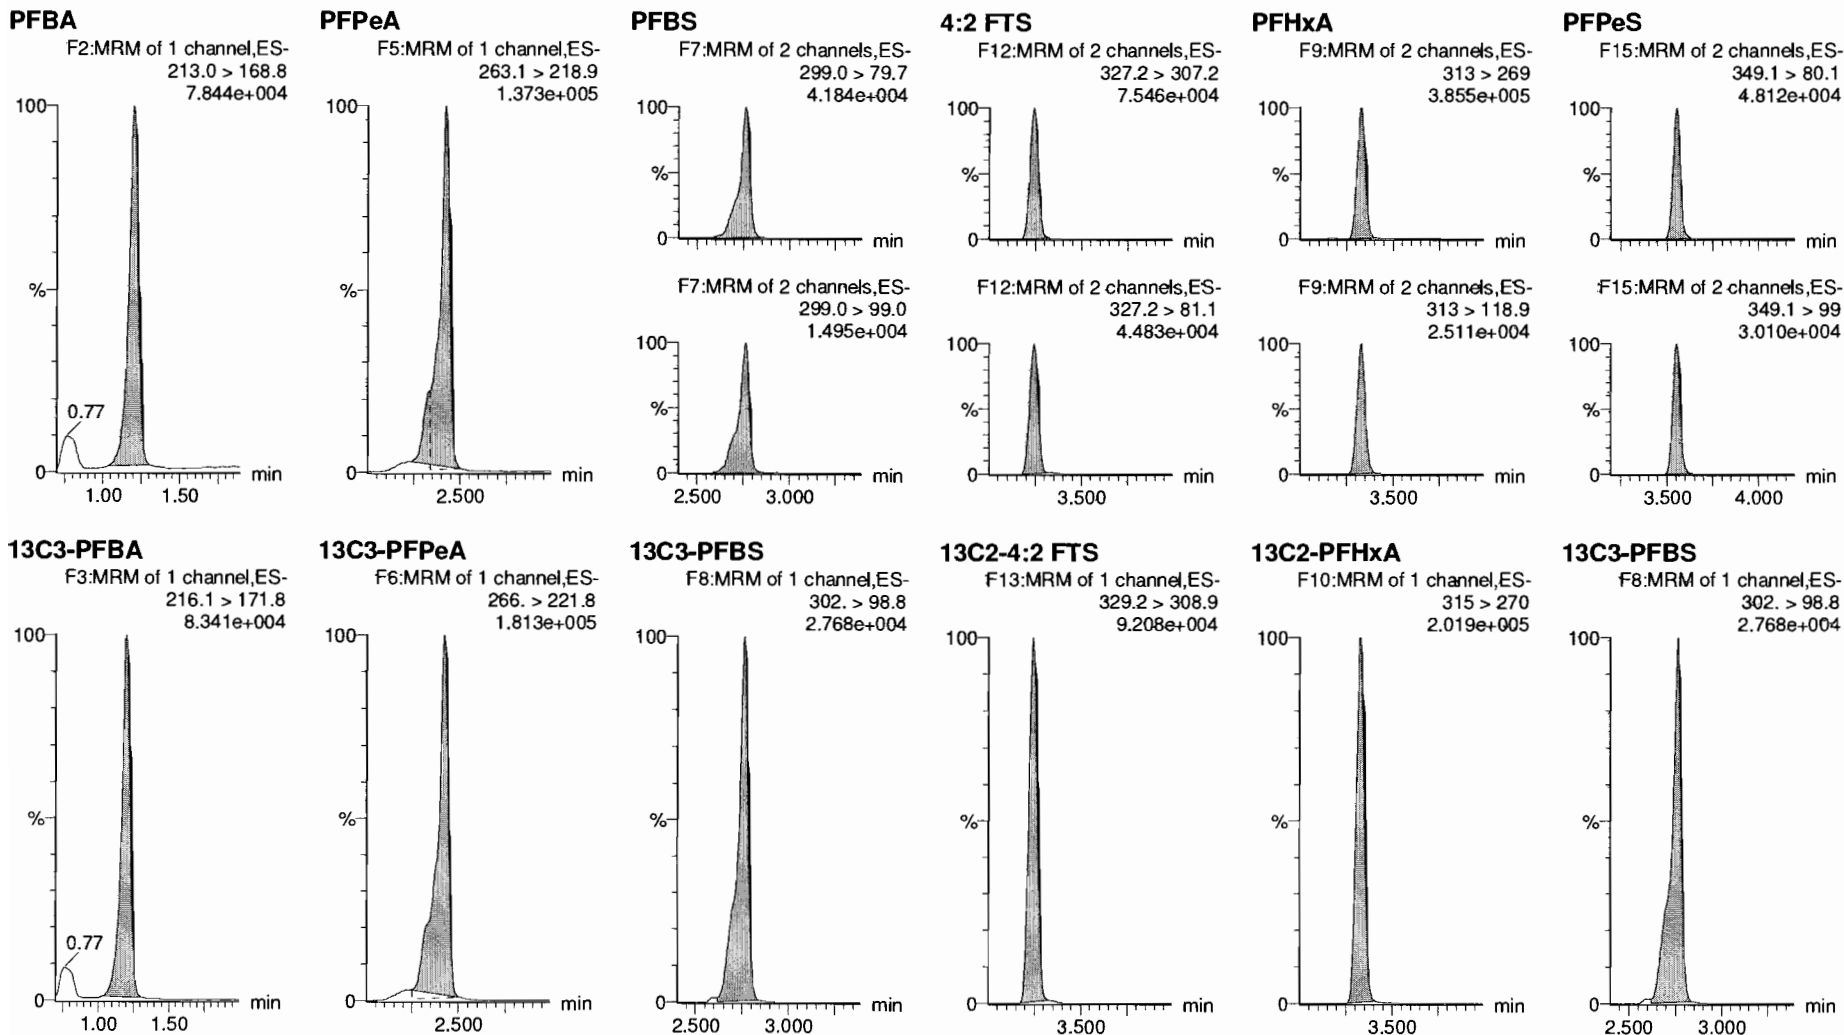 PFBA
F2:MRM of 1 channel,ES-
213.0 > 168.8
7.844e+004
100
%
0.77
0
min
1.00 1.50
PFPeA
F5:MRM of 1 channel,ES-
263.1 > 218.9
1.373e+005
100
%
0
min
2.500
PFBS
F7:MRM of 2 channels,ES-
299.0 > 79.7
4.184e+004
100
%
0
min
F7:MRM of 2 channels,ES-
299.0 > 99.0
1.495e+004
100
%
0
min
2.500 3.000
4:2 FTS
F12:MRM of 2 channels,ES-
327.2 > 307.2
7.546e+004
100
%
0
min
F12:MRM of 2 channels,ES-
327.2 > 81.1
4.483e+004
100
%
0
min
3.500
PFHxA
F9:MRM of 2 channels,ES-
313 > 269
3.855e+005
100
%
0
min
F9:MRM of 2 channels,ES-
313 > 118.9
2.511e+004
100
%
0
min
3.500
PFPeS
F15:MRM of 2 channels,ES-
349.1 > 80.1
4.812e+004
100
%
0
min
F15:MRM of 2 channels,ES-
349.1 > 99
3.010e+004
100
%
0
min
3.500 4.000
13C3-PFBA
F3:MRM of 1 channel,ES-
216.1 > 171.8
8.341e+004
100
%
0.77
0
min
1.00 1.50
13C3-PFPeA
F6:MRM of 1 channel,ES-
266. > 221.8
1.813e+005
100
%
0
min
2.500
13C3-PFBS
F8:MRM of 1 channel,ES-
302. > 98.8
2.768e+004
100
%
0
min
2.500 3.000
13C2-4:2 FTS
F13:MRM of 1 channel,ES-
329.2 > 308.9
9.208e+004
100
%
0
min
3.500
13C2-PFHxA
F10:MRM of 1 channel,ES-
315 > 270
2.019e+005
100
%
0
min
3.500
13C3-PFBS
F8:MRM of 1 channel,ES-
302. > 98.8
2.768e+004
100
%
0
min
2.500 3.000